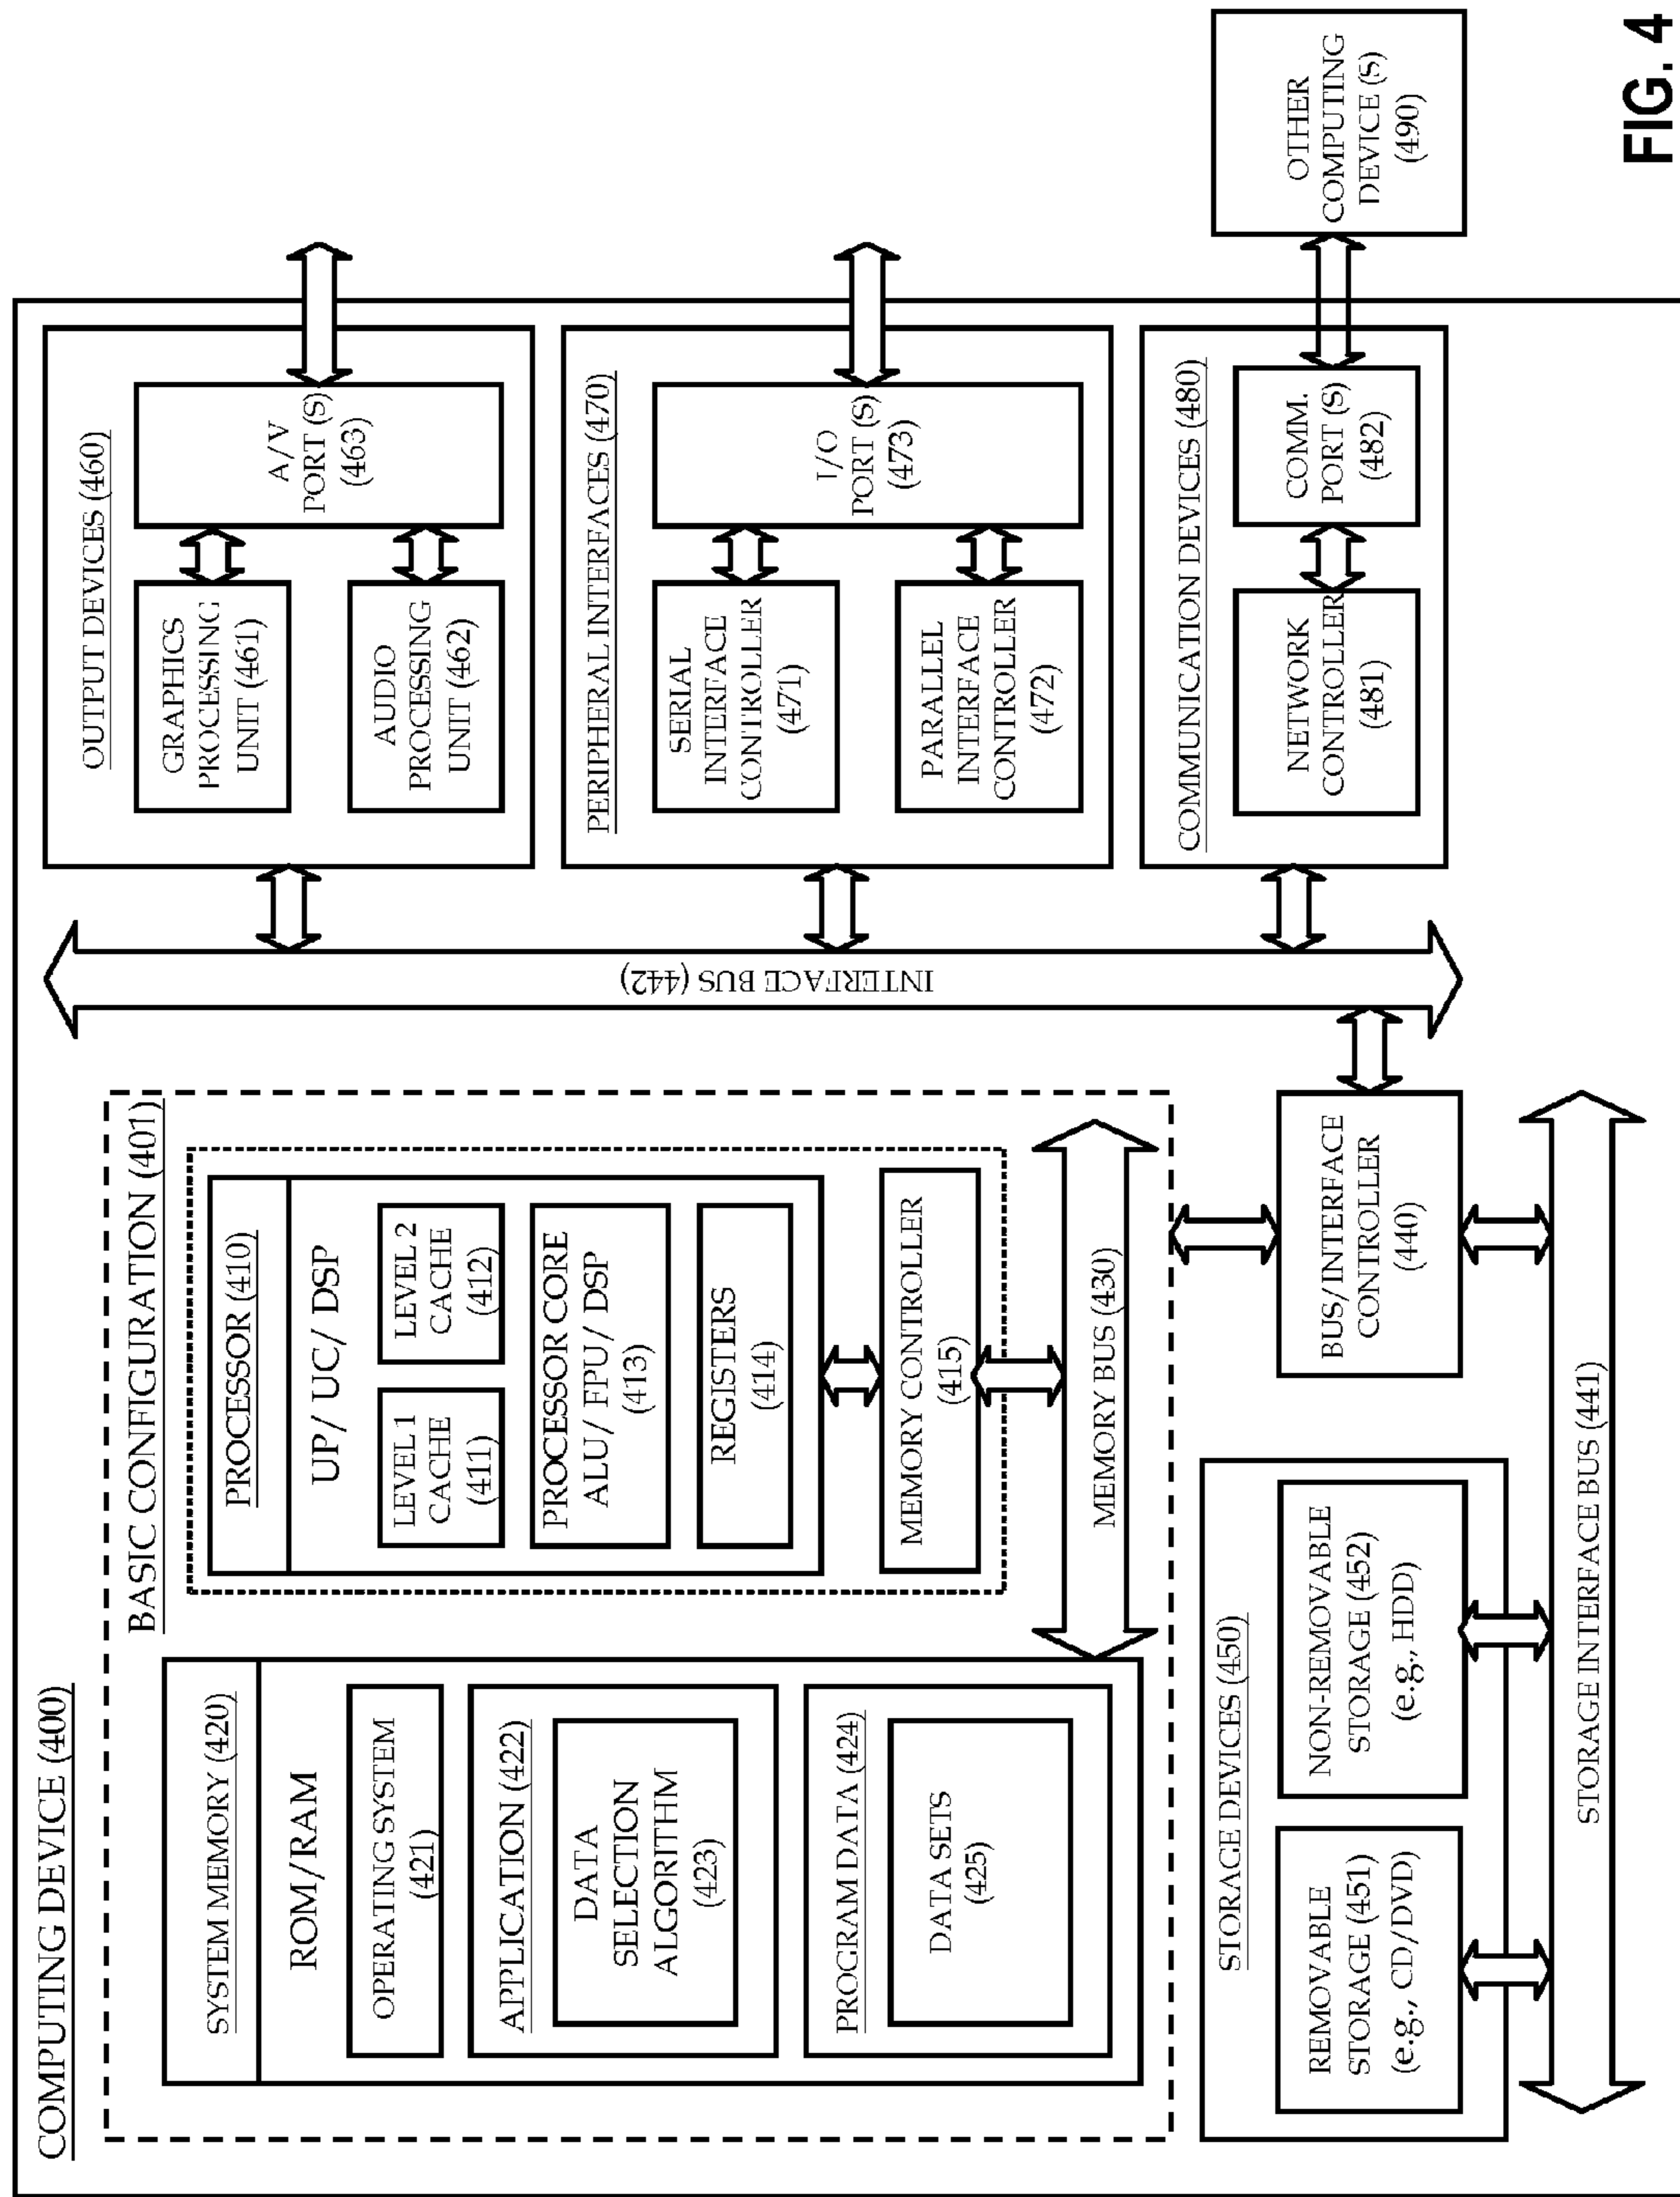 COMPUTING DEVICE (400)
BASIC CONFIGURATION (401)
SYSTEM MEMORY (420)
ROM/RAM
OPERATING SYSTEM
(421)
APPLICATION (422)
DATA
SELECTION
ALGORITHM
(423)
PROGRAM DATA (424)
DATA SETS
(425)
PROCESSOR (410)
UP/ UC/ DSP
LEVEL 1
CACHE
(411)
LEVEL 2
CACHE
(412)
PROCESSOR CORE
ALU/ FPU/ DSP
(413)
REGISTERS
(414)
MEMORY CONTROLLER
(415)
MEMORY BUS (430)
STORAGE DEVICES (450)
REMOVABLE
STORAGE (451)
(e.g., CD/DVD)
NON-REMOVABLE
STORAGE (452)
(e.g., HDD)
BUS/INTERFACE
CONTROLLER
(440)
STORAGE INTERFACE BUS (441)
INTERFACE BUS (442)
OUTPUT DEVICES (460)
GRAPHICS
PROCESSING
UNIT (461)
AUDIO
PROCESSING
UNIT (462)
A/V
PORT (S)
(463)
PERIPHERAL INTERFACES (470)
SERIAL
INTERFACE
CONTROLLER
(471)
PARALLEL
INTERFACE
CONTROLLER
(472)
I/O
PORT (S)
(473)
COMMUNICATION DEVICES (480)
NETWORK
CONTROLLER
(481)
COMM.
PORT (S)
(482)
OTHER
COMPUTING
DEVICE (S)
(490)
FIG. 4